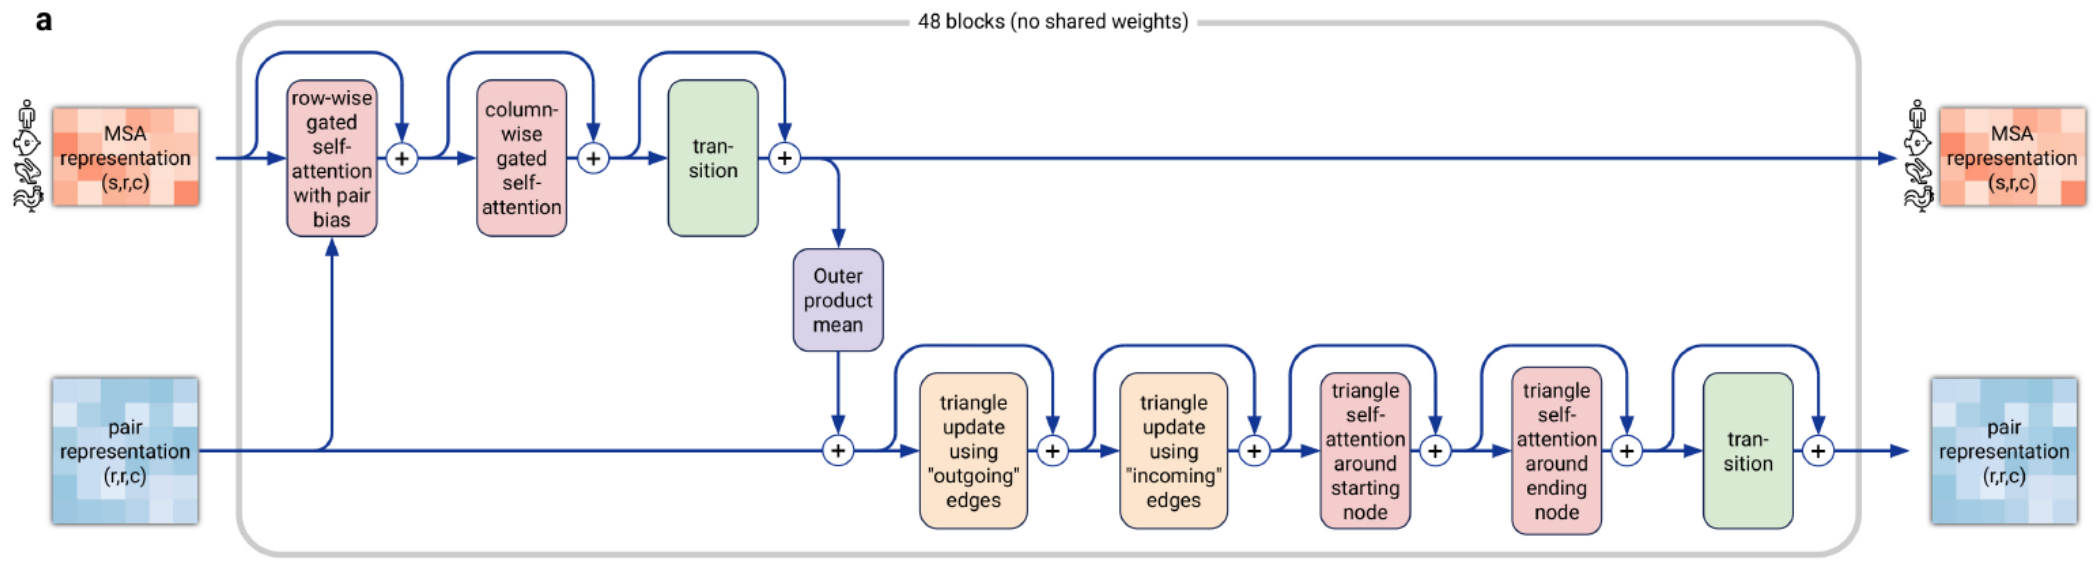 a
48 blocks (no shared weights)
MSA
representation
(s,r,c)
row-wise
gated
self-
attention
with pair
bias
+
column-
wise
gated
self-
attention
+
tran-
sition
+
MSA
representation
(s,r,c)
Outer
product
mean
pair
representation
(r,r,c)
+
triangle
update
using
"outgoing"
edges
+
triangle
update
using
"incoming"
edges
+
triangle
self-
attention
around
starting
node
+
triangle
self-
attention
around
ending
node
+
tran-
sition
+
pair
representation
(r,r,c)